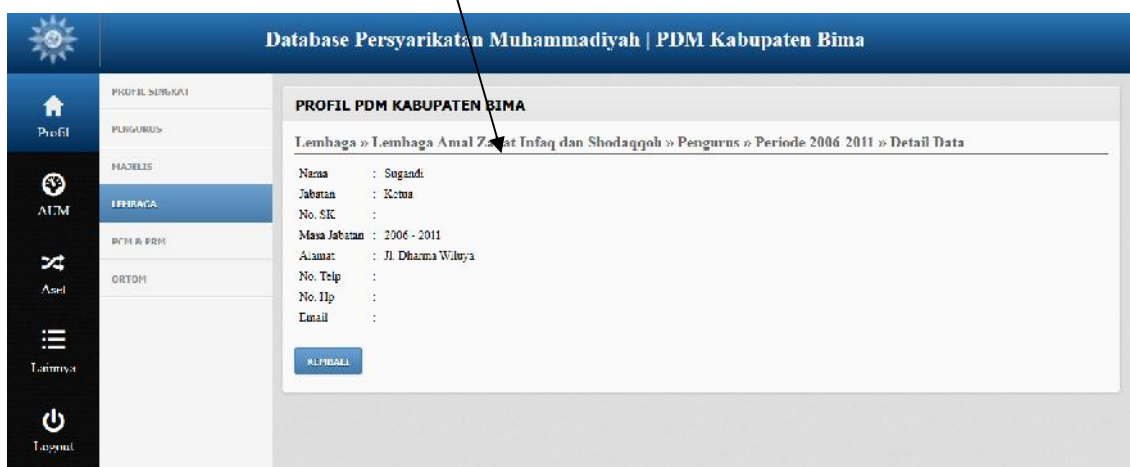 Database Persyarikatan Muhammadiyah | PDM Kabupaten Bima
Profil
AUM
Aset
Lainnya
Logout
PROFIL SINGKAT
PENGURUS
MAJELIS
LEMBAGA
PCM & PRM
ORTOM
PROFIL PDM KABUPATEN BIMA
Lembaga » Lembaga Amal Zakat Infaq dan Shodaqqoh » Pengurus » Periode 2006 2011 » Detail Data
Nama : Sugandi
Jabatan : Ketua
No. SK :
Masa Jabatan : 2006 - 2011
Alamat : Jl. Dharma
No. Telp :
No. Hp :
Email :
KEMBALI